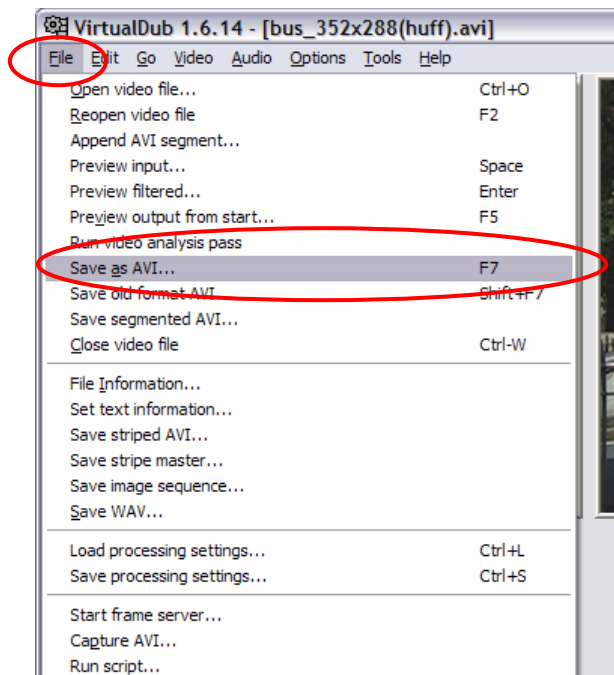 VirtualDub 1.6.14 - [bus_352x288(huff).avi]
File Edit Go Video Audio Options Tools Help
Open video file... Ctrl+O
Reopen video file F2
Append AVI segment...
Preview input... Space
Preview filtered... Enter
Preview output from start... F5
Run video analysis pass
Save as AVI... F7
Save old format AVI... Shift+F7
Save segmented AVI...
Close video file Ctrl-W
File Information...
Set text information...
Save striped AVI...
Save stripe master...
Save image sequence...
Save WAV...
Load processing settings... Ctrl+L
Save processing settings... Ctrl+S
Start frame server...
Capture AVI...
Run script...